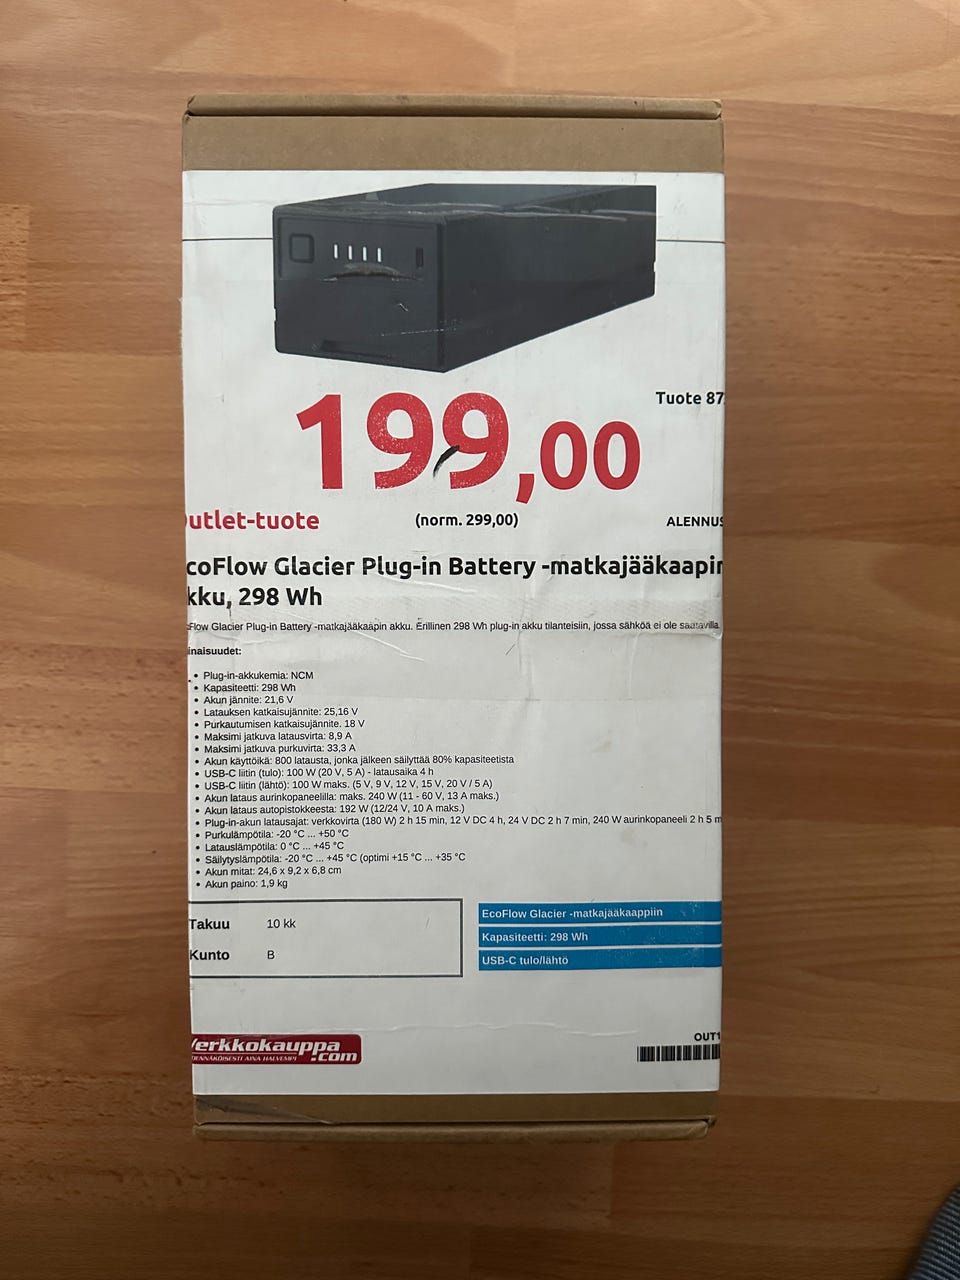 Tuote 87
199,00
utlet-tuote
(norm. 299,00)
ALENNUS
coFlow Glacier Plug-in Battery -matkajääkaapin
kku, 298 Wh
Flow Glacier Plug-in Battery -matkajääkaapin akku. Erillinen 298 Wh plug-in akku tilanteisiin, jossa sähköä ei ole saatavilla.
inaisuudet:
• Plug-in-akkukemia: NCM
• Kapasiteetti: 298 Wh
• Akun jännite: 21,6 V
• Latauksen katkaisujännite: 25,16 V
• Purkautumisen katkaisujännite. 18 V
• Maksimi jatkuva latausvirta: 8,9 A
• Maksimi jatkuva purkuvirta: 33,3 A
• Akun käyttöikä: 800 latausta, jonka jälkeen säilyttää 80% kapasiteetista
• USB-C liitin (tulo): 100 W (20 V, 5 A) - latausaika 4 h
• USB-C liitin (lähtö): 100 W maks. (5 V, 9 V, 12 V, 15 V, 20 V / 5 A)
• Akun lataus aurinkopaneelilla: maks. 240 W (11 - 60 V, 13 A maks.)
• Akun lataus autopistokkeesta: 192 W (12/24 V, 10 A maks.)
• Plug-in-akun latausajat: verkkovirta (180 W) 2 h 15 min, 12 V DC 4 h, 24 V DC 2 h 7 min, 240 W aurinkopaneeli 2 h 5 m
• Purkulämpötila: -20 °C ... +50 °C
• Latauslämpötila: 0 °C ... +45 °C
• Säilytyslämpötila: -20 °C ... +45 °C (optimi +15 °C ... +35 °C
• Akun mitat: 24,6 x 9,2 x 6,8 cm
• Akun paino: 1,9 kg
Takuu 10 kk
Kunto B
EcoFlow Glacier -matkajääkaappiin
Kapasiteetti: 298 Wh
USB-C tulo/lähtö
Verkkokauppa
.com
ENNÄKÖISESTI AINA HALVEMPI
OUT1